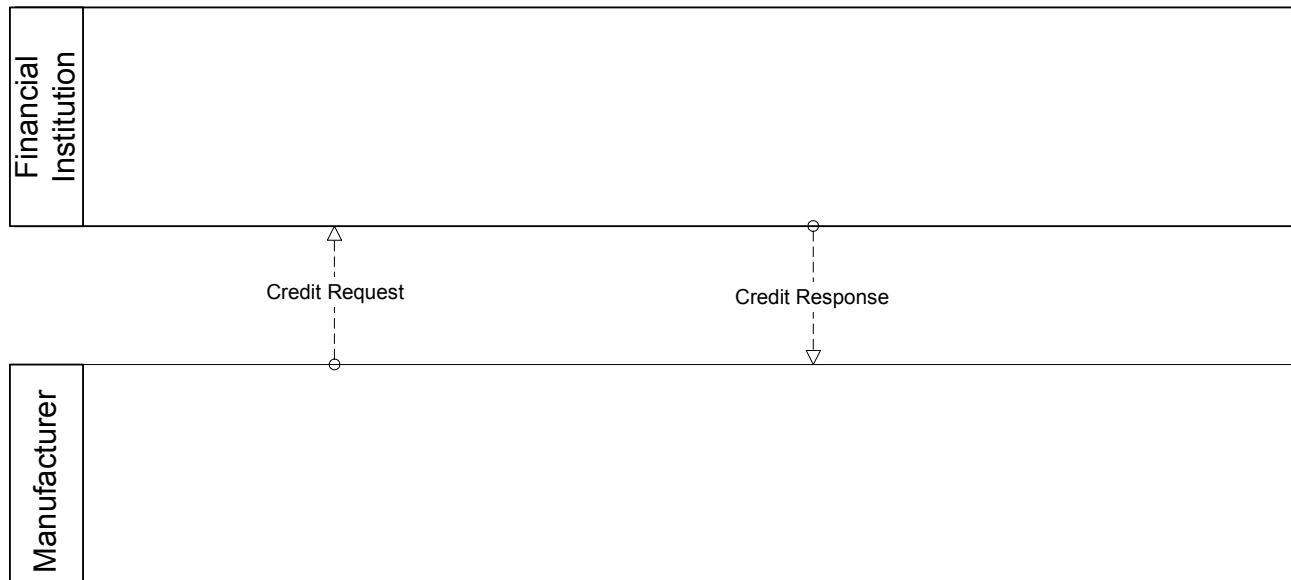 Financial
Institution
Credit Request
Credit Response
Manufacturer